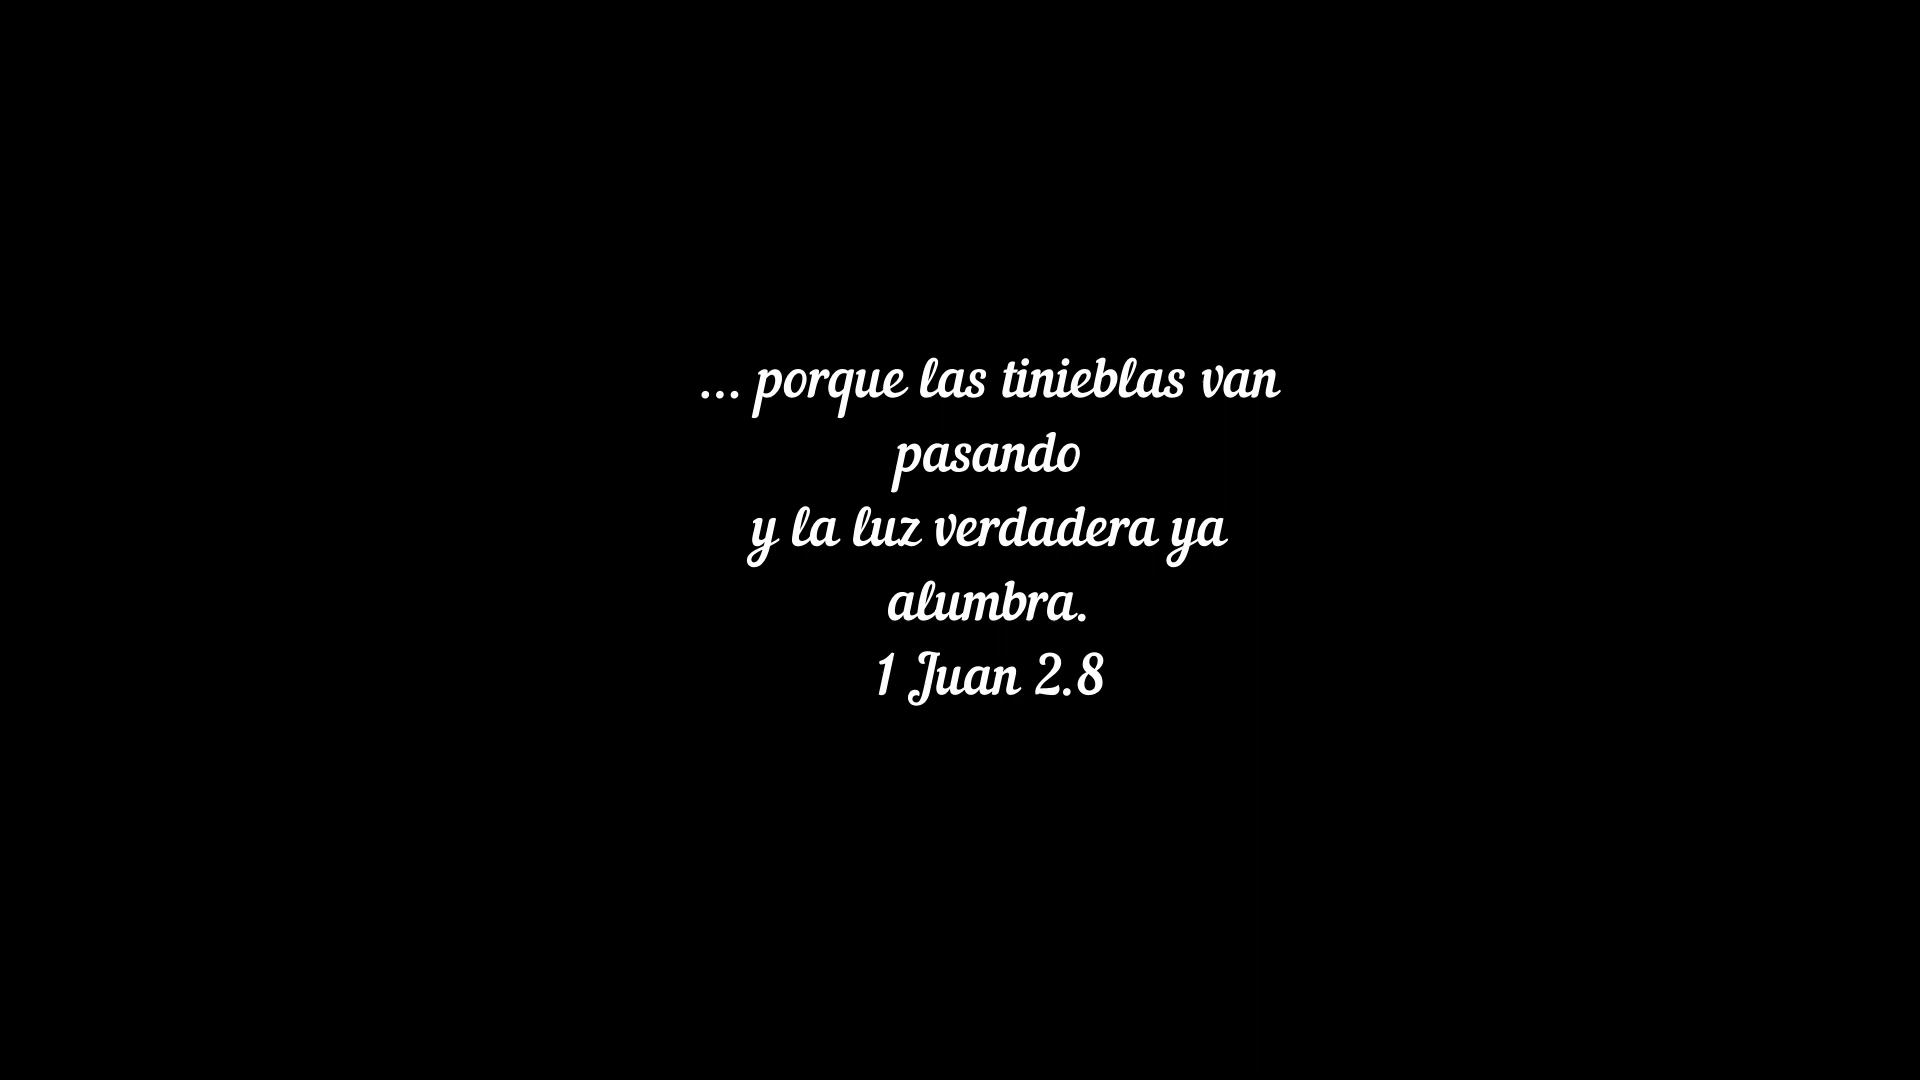 ... porque las tinieblas van
pasando
y la luz verdadera ya
alumbra.
1 Juan 2.8